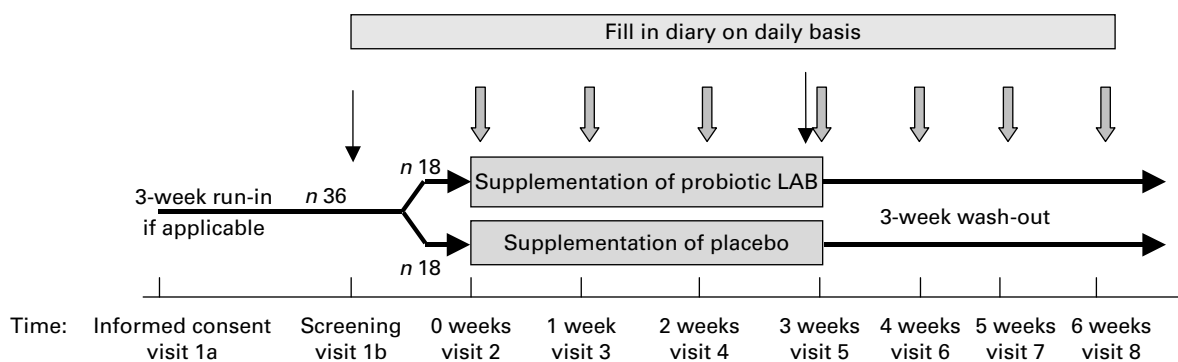 Fill in diary on daily basis
n 18
Supplementation of probiotic LAB
3-week run-in
n 36
if applicable
3-week wash-out
Supplementation of placebo
n 18
Time: Informed consent Screening 0 weeks 1 week 2 weeks 3 weeks 4 weeks 5 weeks 6 weeks
visit 1a visit 1b visit 2 visit 3 visit 4 visit 5 visit 6 visit 7 visit 8